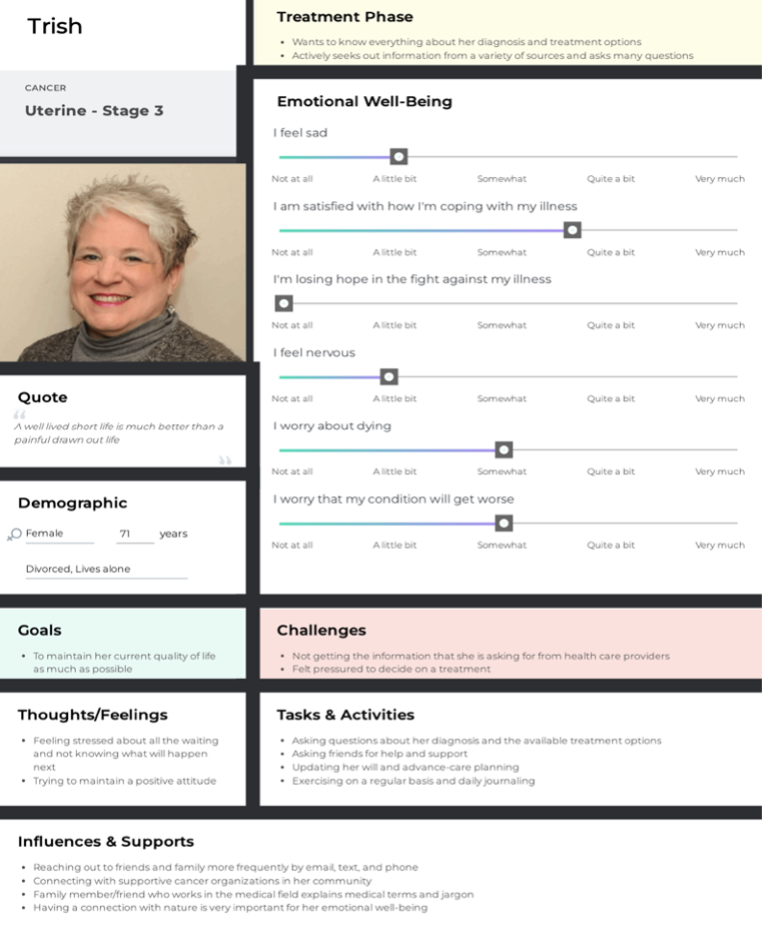 Trish
CANCER
Uterine - Stage 3
Treatment Phase
• Wants to know everything about her diagnosis and treatment options
• Actively seeks out information from a variety of sources and asks many questions
Emotional Well-Being
I feel sad
Not at all A little bit Somewhat Quite a bit Very much
I am satisfied with how I'm coping with my illness
Not at all A little bit Somewhat Quite a bit Very much
I'm losing hope in the fight against my illness
Not at all A little bit Somewhat Quite a bit Very much
I feel nervous
Not at all A little bit Somewhat Quite a bit Very much
I worry about dying
Not at all A little bit Somewhat Quite a bit Very much
I worry that my condition will get worse
Not at all A little bit Somewhat Quite a bit Very much
Quote
“
A well lived short life is much better than a
painful drawn out life
”
Demographic
Female 71 years
Divorced, Lives alone
Goals
• To maintain her current quality of life
as much as possible
Challenges
• Not getting the information that she is asking for from health care providers
• Felt pressured to decide on a treatment
Thoughts/Feelings
• Feeling stressed about all the waiting
and not knowing what will happen
next
• Trying to maintain a positive attitude
Tasks & Activities
• Asking questions about her diagnosis and the available treatment options
• Asking friends for help and support
• Updating her will and advance-care planning
• Exercising on a regular basis and daily journaling
Influences & Supports
• Reaching out to friends and family more frequently by email, text, and phone
• Connecting with supportive cancer organizations in her community
• Family member/friend who works in the medical field explains medical terms and jargon
• Having a connection with nature is very important for her emotional well-being